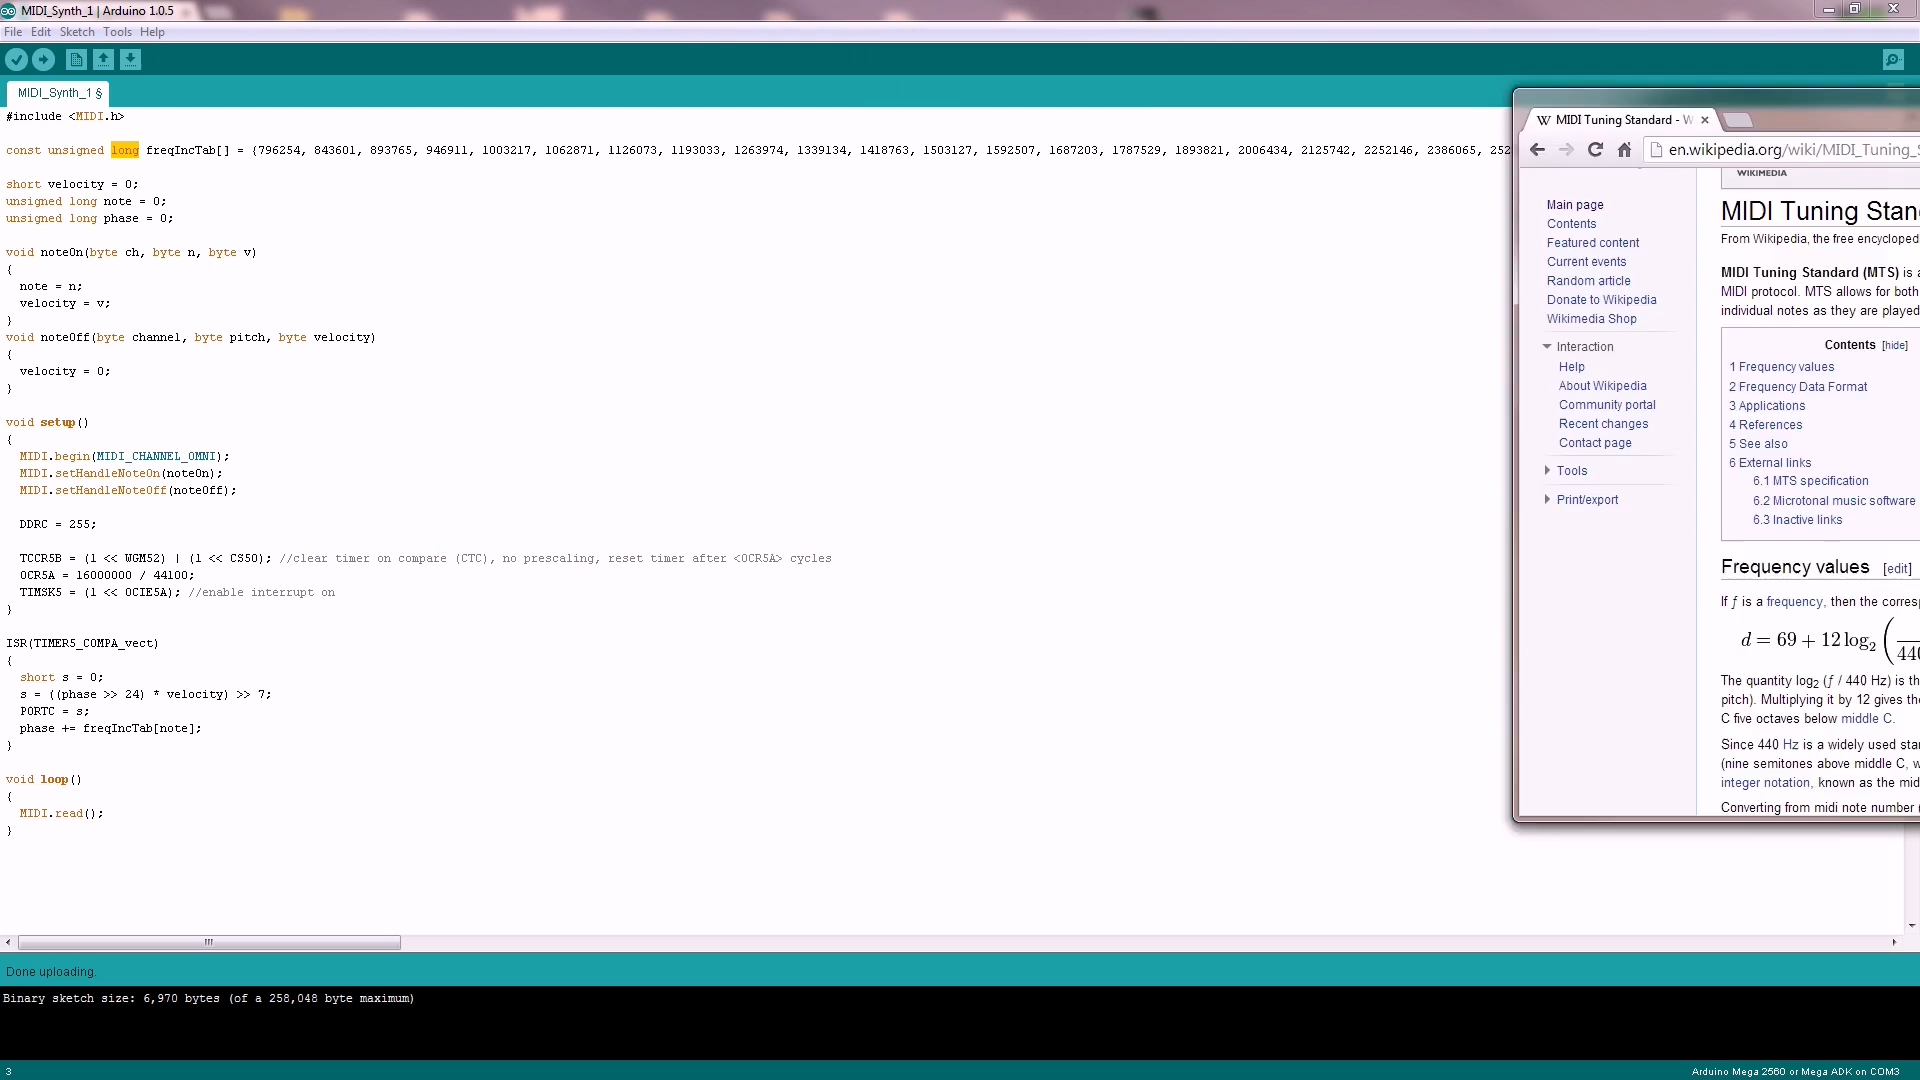 MIDI_Synth_1 | Arduino 1.0.5
File Edit Sketch Tools Help
MIDI_Synth_1 §
#include <MIDI.h>
const unsigned long freqIncTab[] = {796254, 843601, 893765, 946911, 1003217, 1062871, 1126073, 1193033, 1263974, 1339134, 1418763, 1503127, 1592507, 1687203, 1787529, 1893821, 2006434, 2125742, 2252146, 2386065, 252
short velocity = 0;
unsigned long note = 0;
unsigned long phase = 0;
void noteOn(byte ch, byte n, byte v)
{
note = n;
velocity = v;
}
void noteOff(byte channel, byte pitch, byte velocity)
{
velocity = 0;
}
void setup()
{
MIDI.begin(MIDI_CHANNEL_OMNI);
MIDI.setHandleNoteOn(noteOn);
MIDI.setHandleNoteOff(noteOff);
DDRC = 255;
TCCR5B = (1 << WGM52) | (1 << CS50); //clear timer on compare (CTC), no prescaling, reset timer after <OCR5A> cycles
OCR5A = 16000000 / 44100;
TIMSK5 = (1 << OCIE5A); //enable interrupt on
}
ISR(TIMER5_COMPA_vect)
{
short s = 0;
s = ((phase >> 24) * velocity) >> 7;
PORTC = s;
phase += freqIncTab[note];
}
void loop()
{
MIDI.read();
}
Done uploading.
Binary sketch size: 6,970 bytes (of a 258,048 byte maximum)
3
Arduino Mega 2560 or Mega ADK on COM3
W MIDI Tuning Standard - W
en.wikipedia.org/wiki/MIDI_Tuning_S
WIKIMEDIA
Main page
Contents
Featured content
Current events
Random article
Donate to Wikipedia
Wikimedia Shop
Interaction
Help
About Wikipedia
Community portal
Recent changes
Contact page
Tools
Print/export
MIDI Tuning Stan
From Wikipedia, the free encycloped
MIDI Tuning Standard (MTS) is a
MIDI protocol. MTS allows for both
individual notes as they are played
Contents [hide]
1 Frequency values
2 Frequency Data Format
3 Applications
4 References
5 See also
6 External links
6.1 MTS specification
6.2 Microtonal music software
6.3 Inactive links
Frequency values [edit]
If f is a frequency, then the corresp
d = 69 + 12 log₂ ( 440
The quantity log₂ (f / 440 Hz) is th
pitch). Multiplying it by 12 gives the
C five octaves below middle C.
Since 440 Hz is a widely used sta
(nine semitones above middle C, w
integer notation, known as the mid
Converting from midi note number (